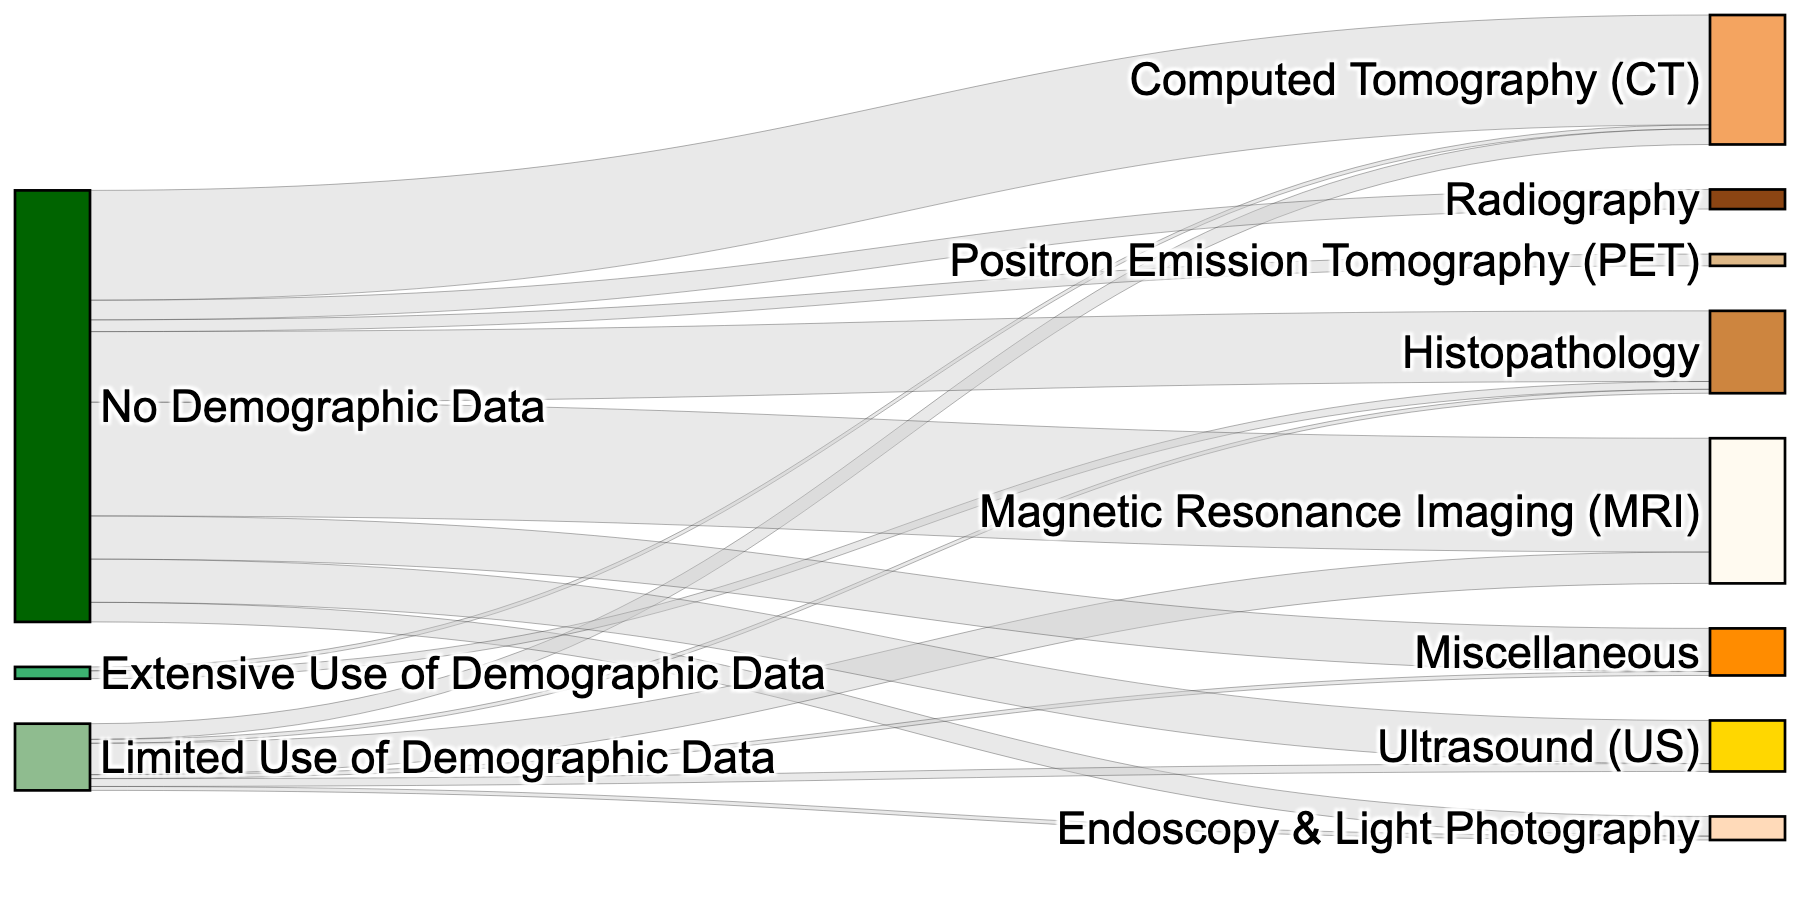 Computed Tomography (CT)
Radiography
Positron Emission Tomography (PET)
Histopathology
No Demographic Data
Magnetic Resonance Imaging (MRI)
Miscellaneous
Extensive Use of Demographic Data
Ultrasound (US)
Limited Use of Demographic Data
Endoscopy & Light Photography